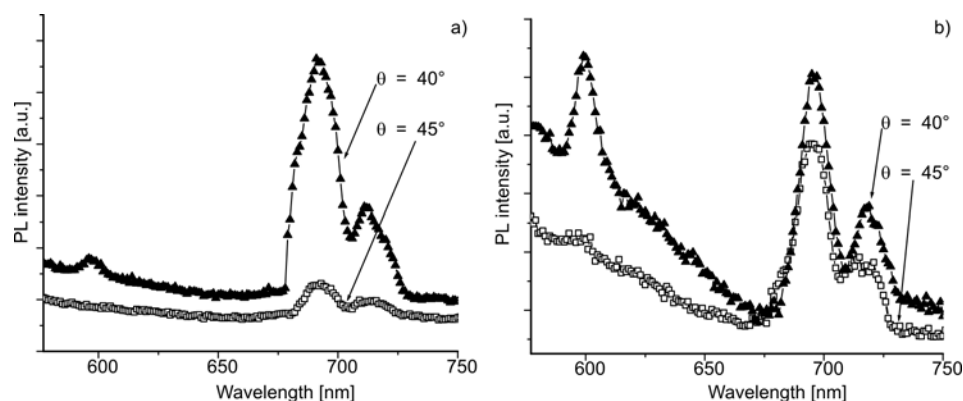 a)
θ = 40°
θ = 45°
PL intensity [a.u.]
600 650 700 750
Wavelength [nm]
b)
θ = 40°
θ = 45°
PL intensity [a.u.]
600 650 700 750
Wavelength [nm]